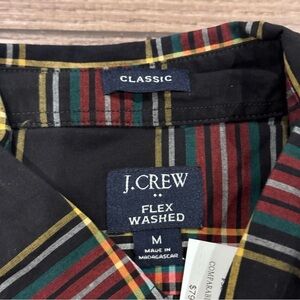 CLASSIC
J.CREW
FLEX
WASHED
M
MADE IN
MADAGASCAR